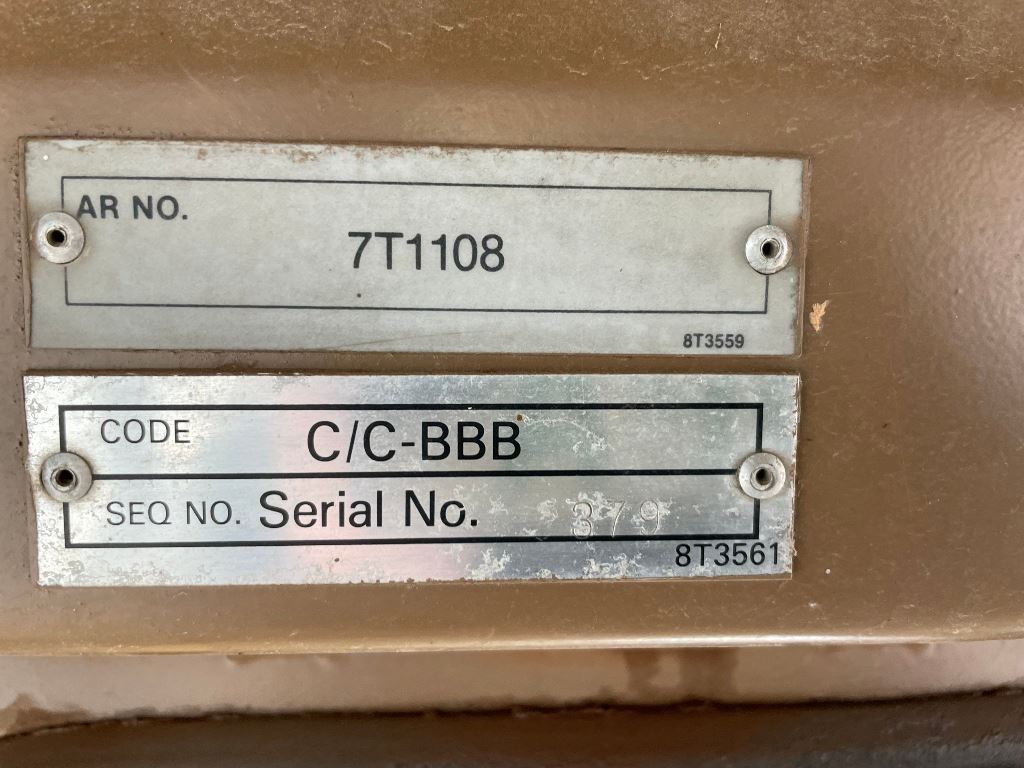 AR NO.
7T1108
8T3559
CODE C/C-BBB
SEQ NO. Serial No. 379
8T3561